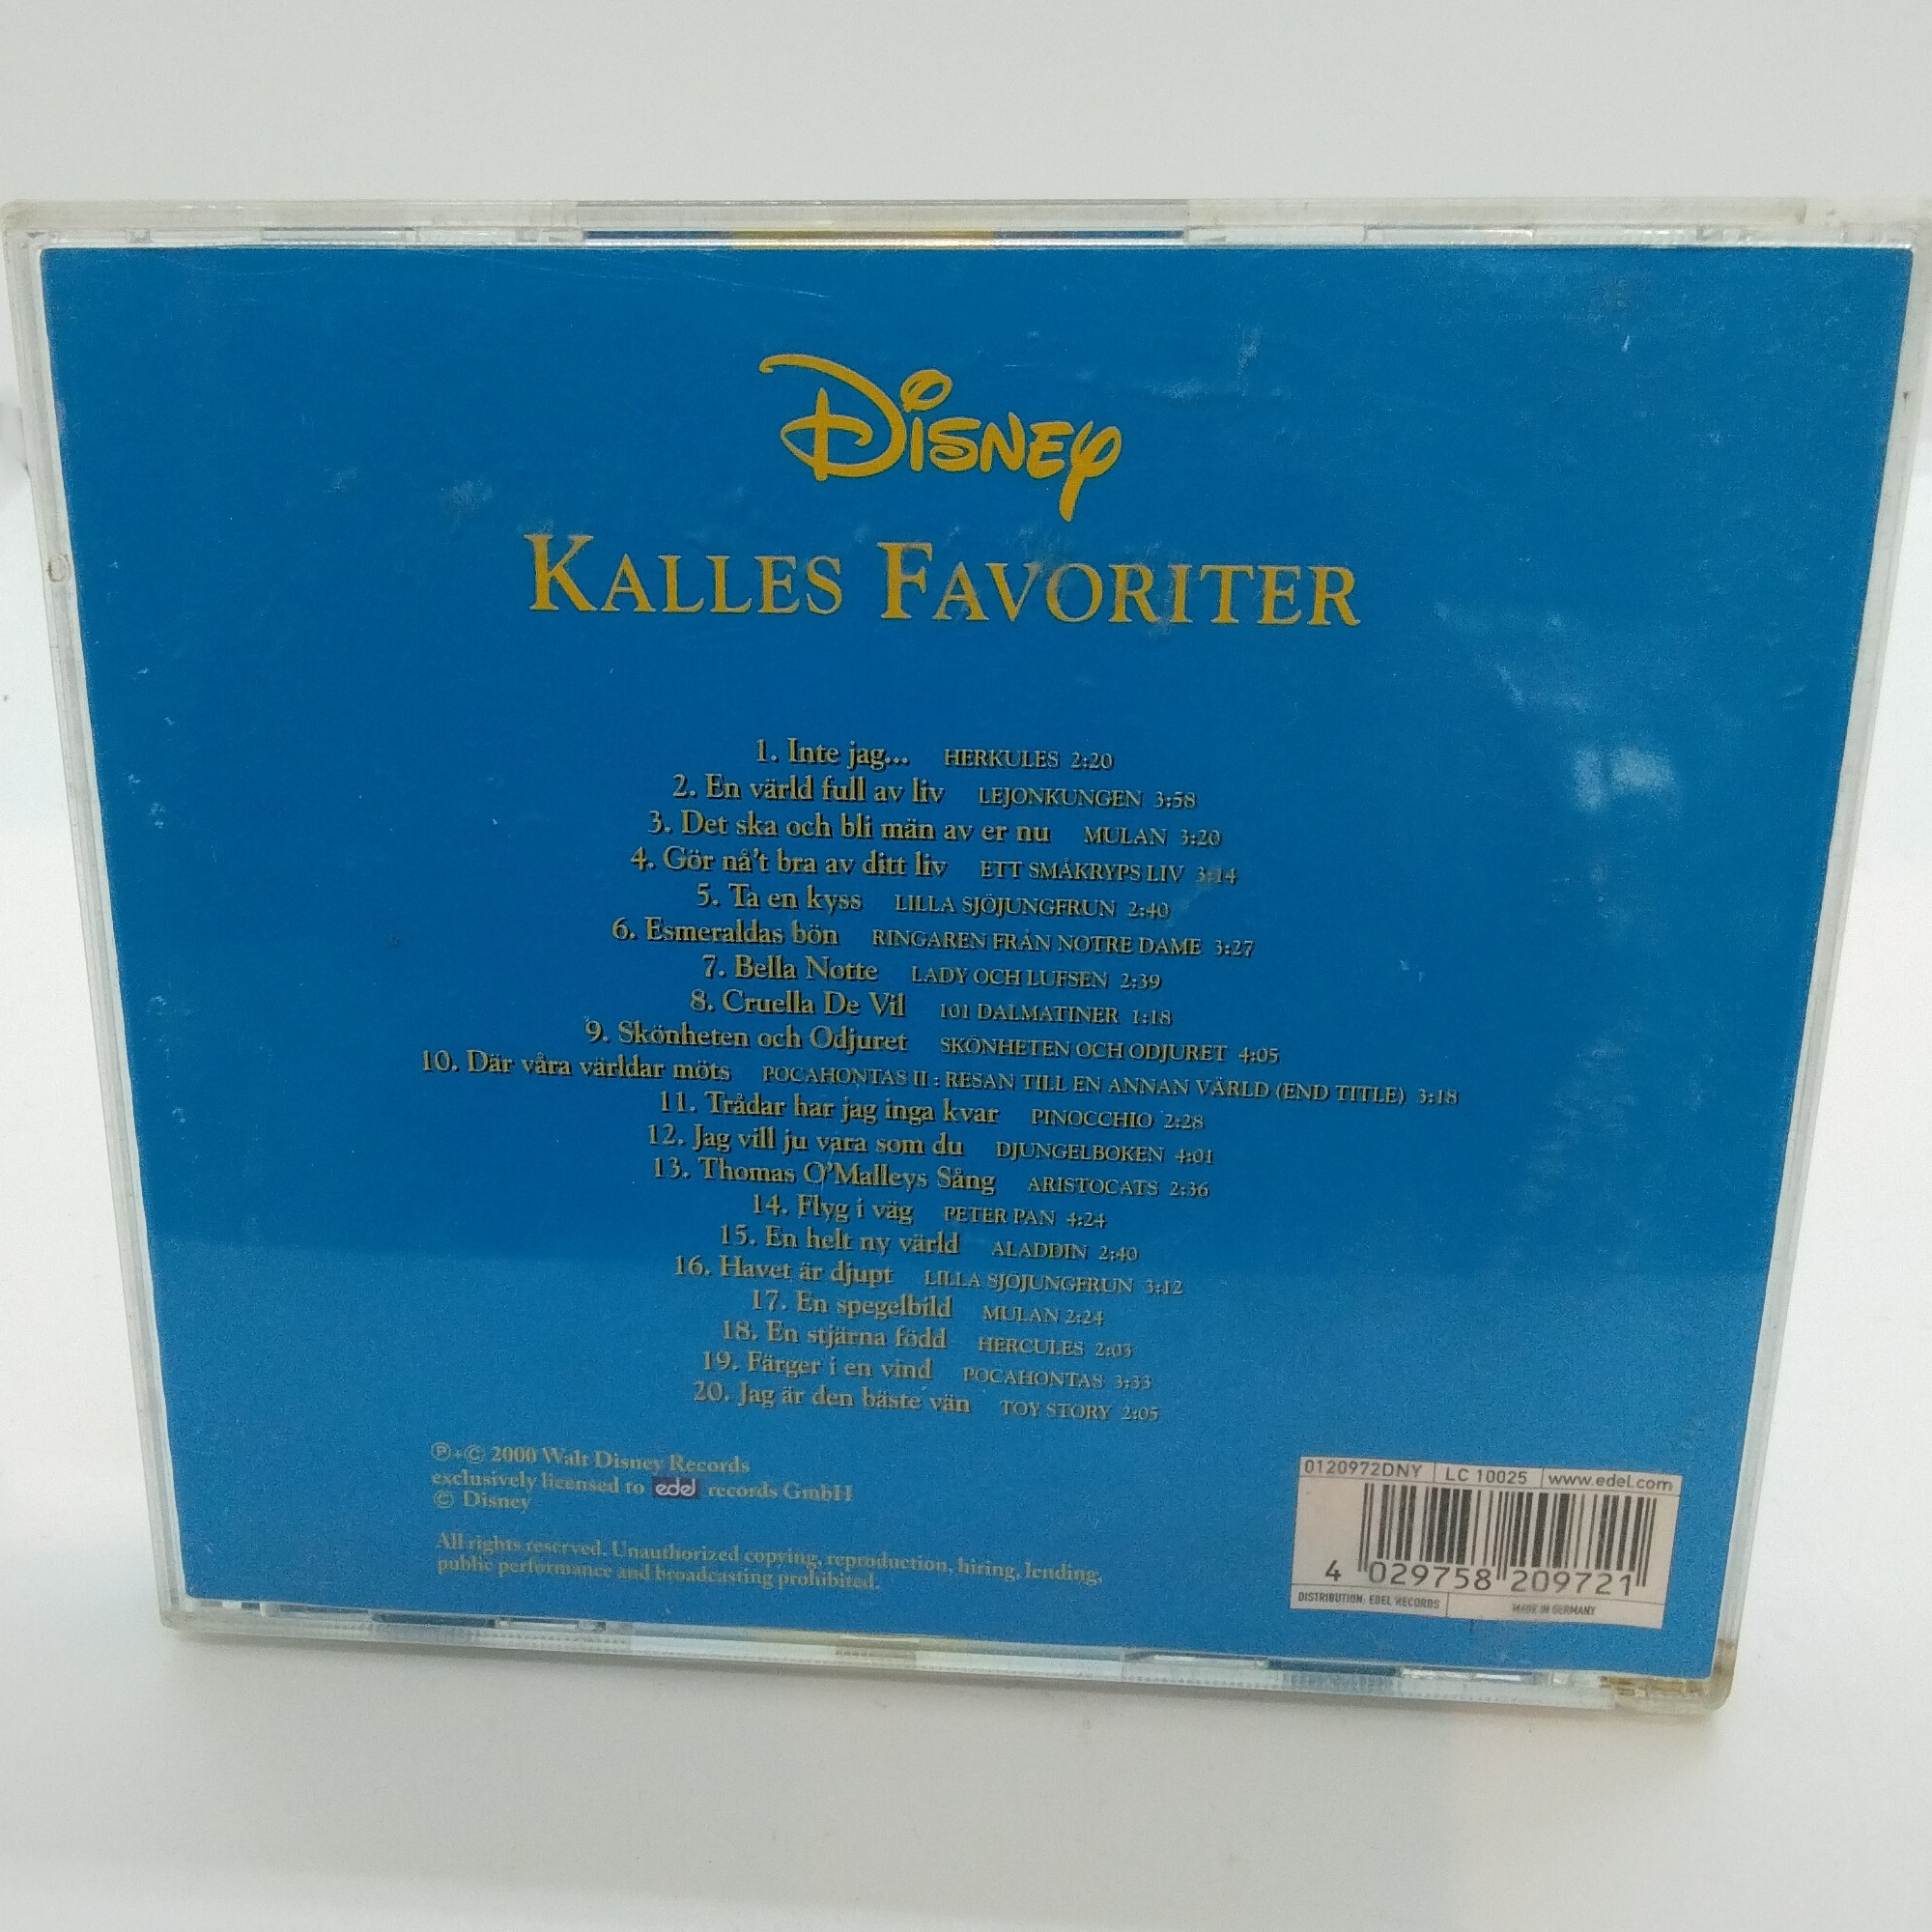 Disney
KALLES FAVORITER
1. Inte jag... HERKULES 2:20
2. En värld full av liv LEJONKUNGEN 3:58
3. Det ska och bli män av er nu MULAN 3:20
4. Gör nå't bra av ditt liv ETT SMÅKRYPS LIV 3:14
5. Ta en kyss LILLA SJÖJUNGFRUN 2:40
6. Esmeraldas bön RINGAREN FRÅN NOTRE DAME 3:27
7. Bella Notte LADY OCH LUFSEN 2:39
8. Cruella De Vil 101 DALMATINER 1:18
9. Skönheten och Odjuret SKÖNHETEN OCH ODJURET 4:05
10. Där våra världar möts POCAHONTAS II : RESAN TILL EN ANNAN VÄRLD (END TITLE) 3:18
11. Trådar har jag inga kvar PINOCCHIO 2:28
12. Jag vill ju vara som du DJUNGELBOKEN 4:01
13. Thomas O'Malleys Sång ARISTOCATS 2:36
14. Flyg i väg PETER PAN 4:24
15. En helt ny värld ALADDIN 2:40
16. Havet är djupt LILLA SJÖJUNGFRUN 3:12
17. En spegelbild MULAN 2:24
18. En stjärna född HERCULES 2:03
19. Färger i en vind POCAHONTAS 3:33
20. Jag är den bäste vän TOY STORY 2:05
℗+© 2000 Walt Disney Records
exclusively licensed to edel records GmbH
© Disney
All rights reserved. Unauthorized copying, reproduction, hiring, lending,
public performance and broadcasting prohibited.
0120972DNY LC 10025 www.edel.com
4 029758 209721
DISTRIBUTION: EDEL RECORDS MADE IN GERMANY